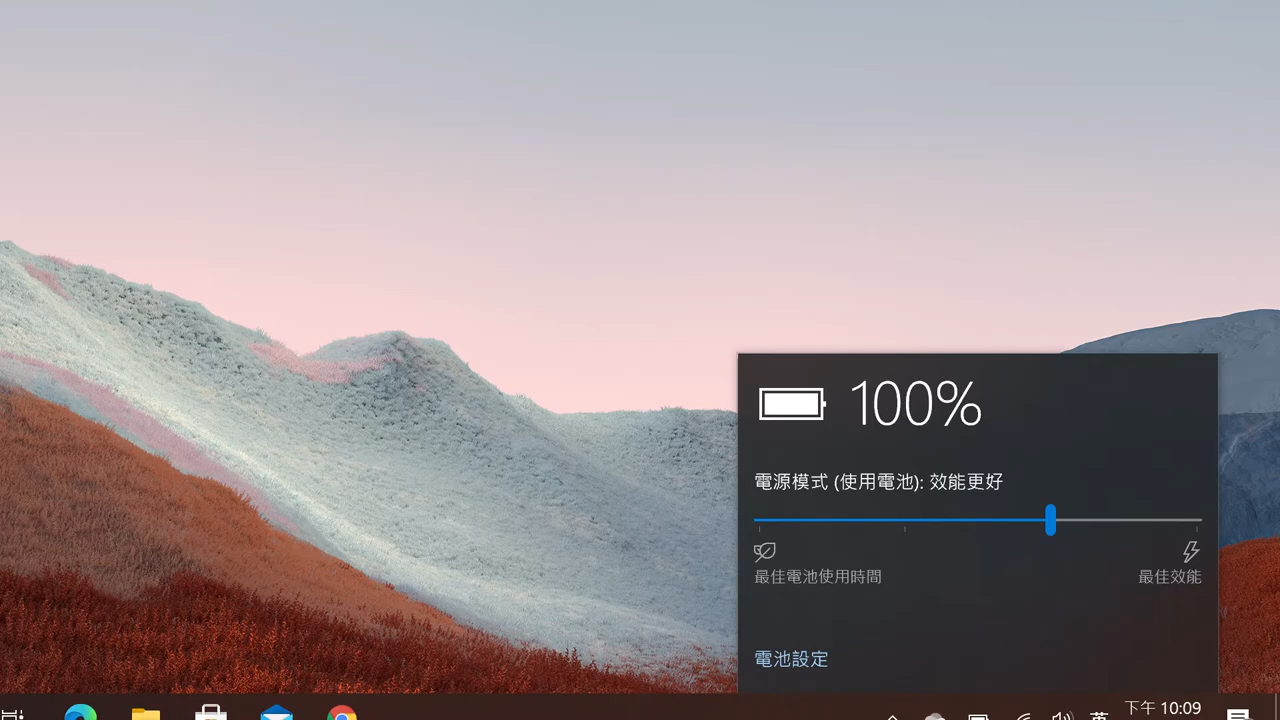 100%
電源模式 (使用電池): 效能更好
最佳電池使用時間
最佳效能
電池設定
英
下午 10:09